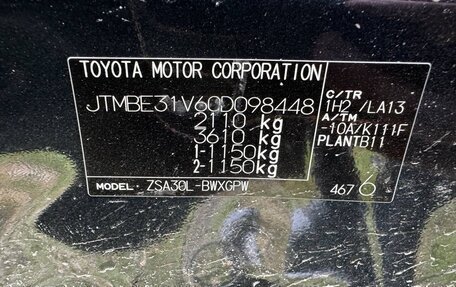 TOYOTA MOTOR CORPORATION
JTMBE31V60D098448
2110 kg
3610 kg
1-1150kg
2-1150kg
MODEL: ZSA30L-BWXGPW
C/TR
1H2 /LA13
A/TM
-10A/K111F
PLANTB11
467 6